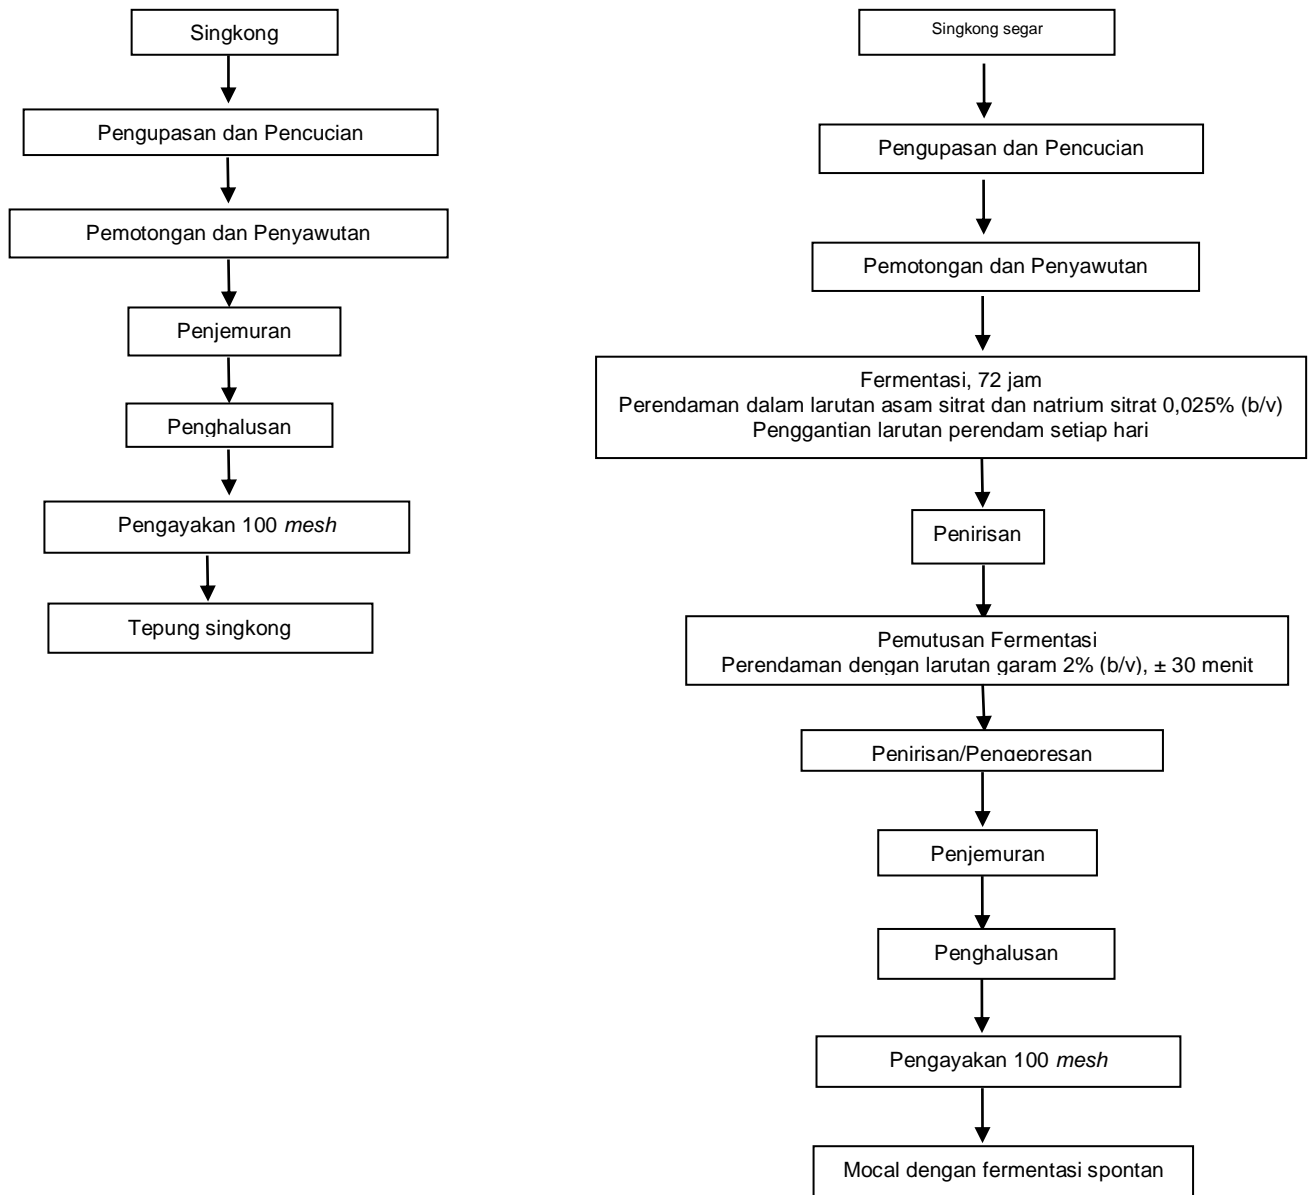 Singkong
Pengupasan dan Pencucian
Pemotongan dan Penyawutan
Penjemuran
Penghalusan
Pengayakan 100 mesh
Tepung singkong
Singkong segar
Pengupasan dan Pencucian
Pemotongan dan Penyawutan
Fermentasi, 72 jam
Perendaman dalam larutan asam sitrat dan natrium sitrat 0,025% (b/v)
Penggantian larutan perendam setiap hari
Penirisan
Pemutusan Fermentasi
Perendaman dengan larutan garam 2% (b/v), ± 30 menit
Penirisan/Pengepresan
Penjemuran
Penghalusan
Pengayakan 100 mesh
Mocal dengan fermentasi spontan